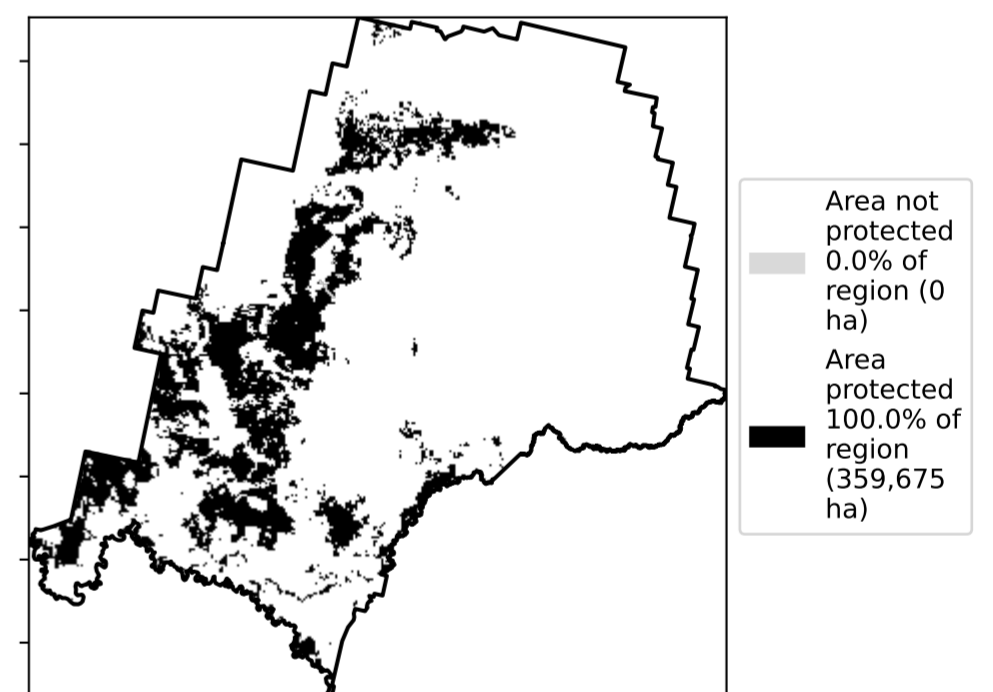 Area not
protected
0.0% of
region (0
ha)
Area
protected
100.0% of
region
(359,675
ha)